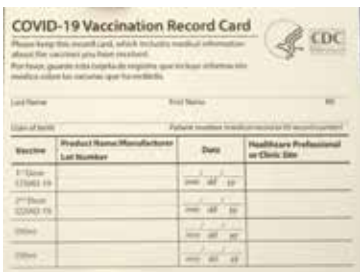 COVID-19 Vaccination Record Card
CDC
Please keep this record card, which includes medical information
about the vaccines you have received.
Por favor, guarde esta tarjeta de registro, que incluye información
médica sobre las vacunas que ha recibido.
Last Name First Name MI
Date of birth Patient number (medical record or IIS record number)
Vaccine Product Name/Manufacturer Date Healthcare Professional
Lot Number or Clinic Site
1st Dose
COVID-19 mm dd yy
2nd Dose
COVID-19 mm dd yy
Other mm dd yy
Other mm dd yy